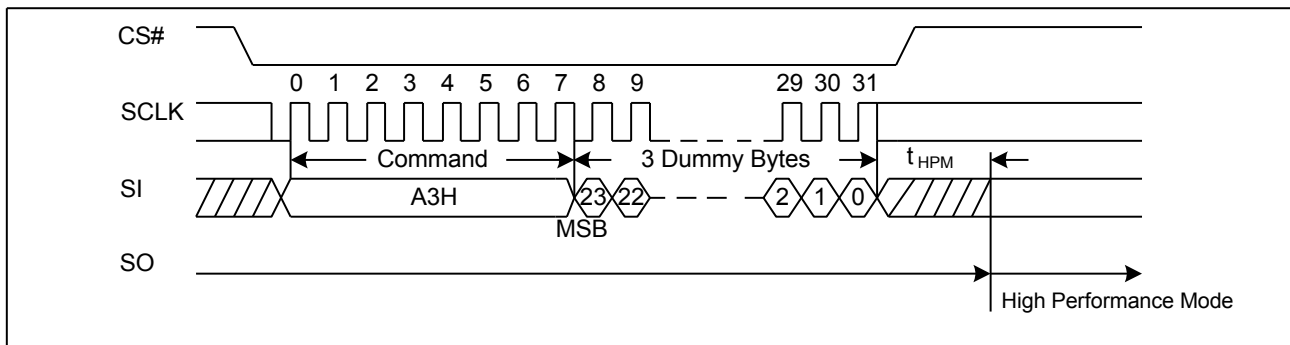 CS#
0 1 2 3 4 5 6 7 8 9 29 30 31
SCLK
Command 3 Dummy Bytes t HPM
SI A3H 23 22 2 1 0
MSB
SO
High Performance Mode